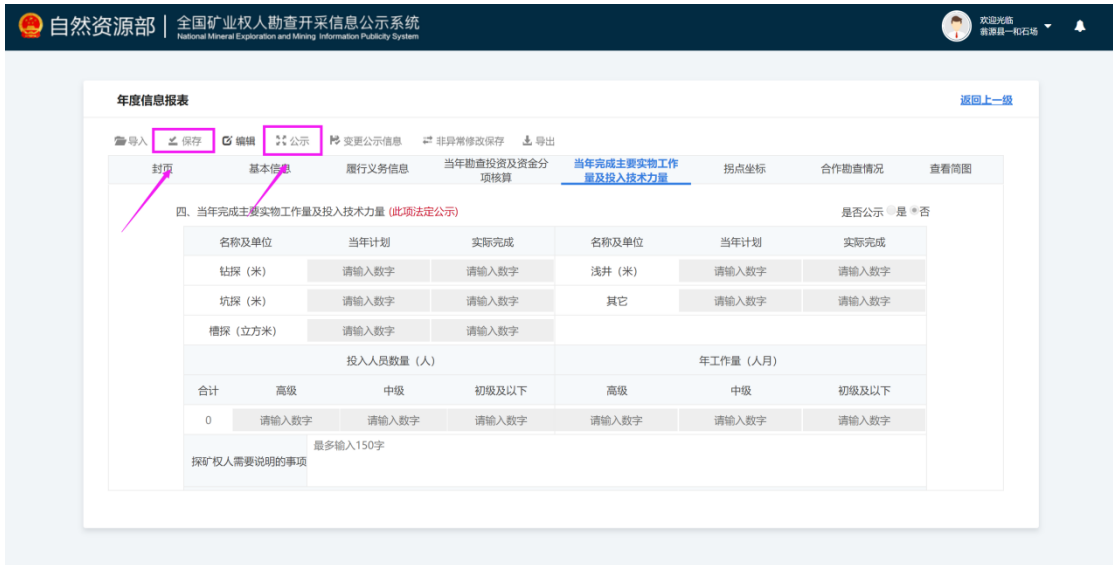 自然资源部
全国矿业权人勘查开采信息公示系统
National Mineral Exploration and Mining Information Publicity System
欢迎光临
翁源县一和石场
年度信息报表
返回上一级
导入 保存 编辑 公示 变更公示信息 非异常修改保存 导出
封页 基本信息 履行义务信息 当年勘查投资及资金分项核算 当年完成主要实物工作量及投入技术力量 拐点坐标 合作勘查情况 查看简图
四、当年完成主要实物工作量及投入技术力量 (此项法定公示) 是否公示 是 否
名称及单位 当年计划 实际完成 名称及单位 当年计划 实际完成
钻探（米） 请输入数字 请输入数字 浅井（米） 请输入数字 请输入数字
坑探（米） 请输入数字 请输入数字 其它 请输入数字 请输入数字
槽探（立方米） 请输入数字 请输入数字
投入人员数量（人） 年工作量（人月）
合计 高级 中级 初级及以下 高级 中级 初级及以下
0 请输入数字 请输入数字 请输入数字 请输入数字 请输入数字 请输入数字
探矿权人需要说明的事项 最多输入150字